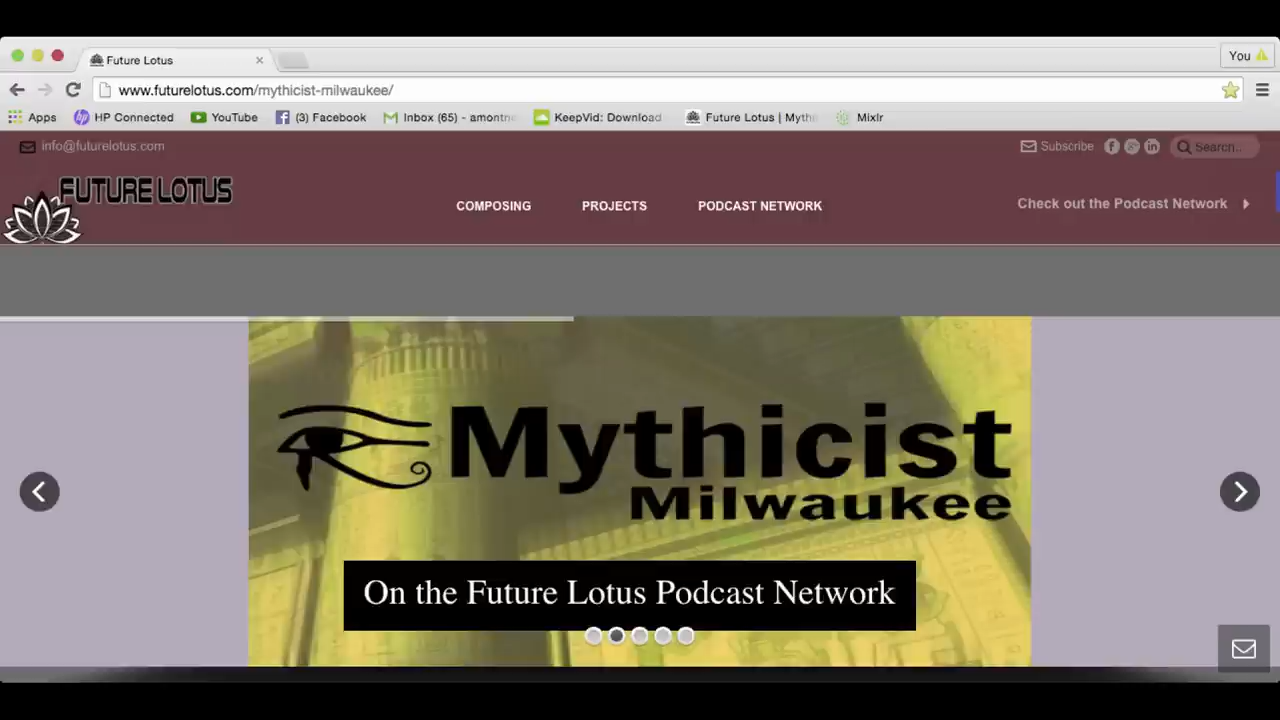 Future Lotus
You
www.futurelotus.com/mythicist-milwaukee/
Apps
HP Connected
YouTube
(3) Facebook
Inbox (65) - amontno
KeepVid: Download
Future Lotus | Mythi
Mixlr
info@futurelotus.com
Subscribe
Search...
FUTURE LOTUS
COMPOSING
PROJECTS
PODCAST NETWORK
Check out the Podcast Network
Mythicist
Milwaukee
On the Future Lotus Podcast Network